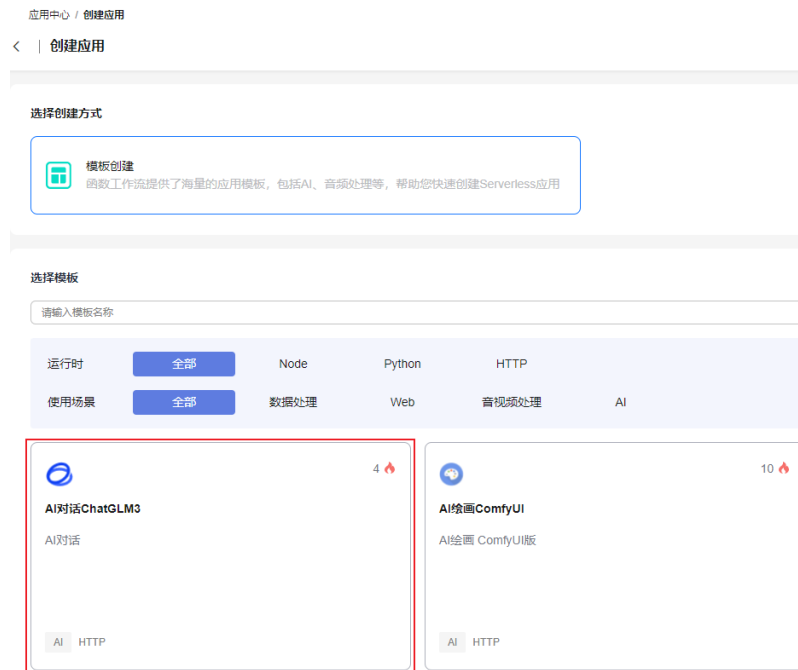 应用中心 / 创建应用
创建应用
选择创建方式
模板创建
函数工作流提供了海量的应用模板，包括AI、音频处理等，帮助您快速创建Serverless应用
选择模板
请输入模板名称
运行时 全部 Node Python HTTP
使用场景 全部 数据处理 Web 音视频处理 AI
4 10
AI对话ChatGLM3 AI绘画ComfyUI
AI对话 AI绘画 ComfyUI版
AI HTTP AI HTTP